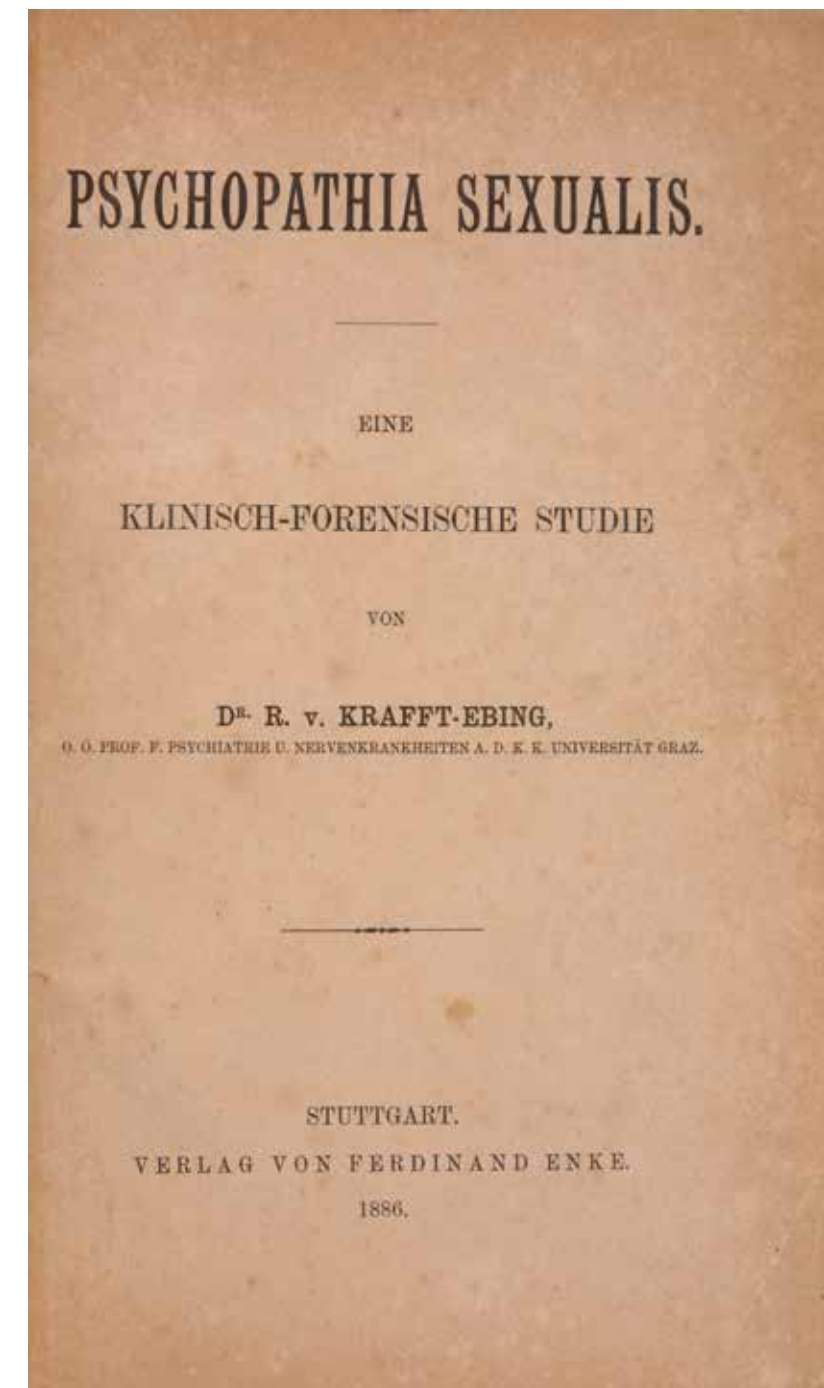 PSYCHOPATHIA SEXUALIS.
EINE
KLINISCH-FORENSISCHE STUDIE
VON
DR. R. v. KRAFFT-EBING,
O. Ö. PROF. F. PSYCHIATRIE U. NERVENKRANKHEITEN A. D. K. K. UNIVERSITÄT GRAZ.
STUTTGART.
VERLAG VON FERDINAND ENKE.
1886.